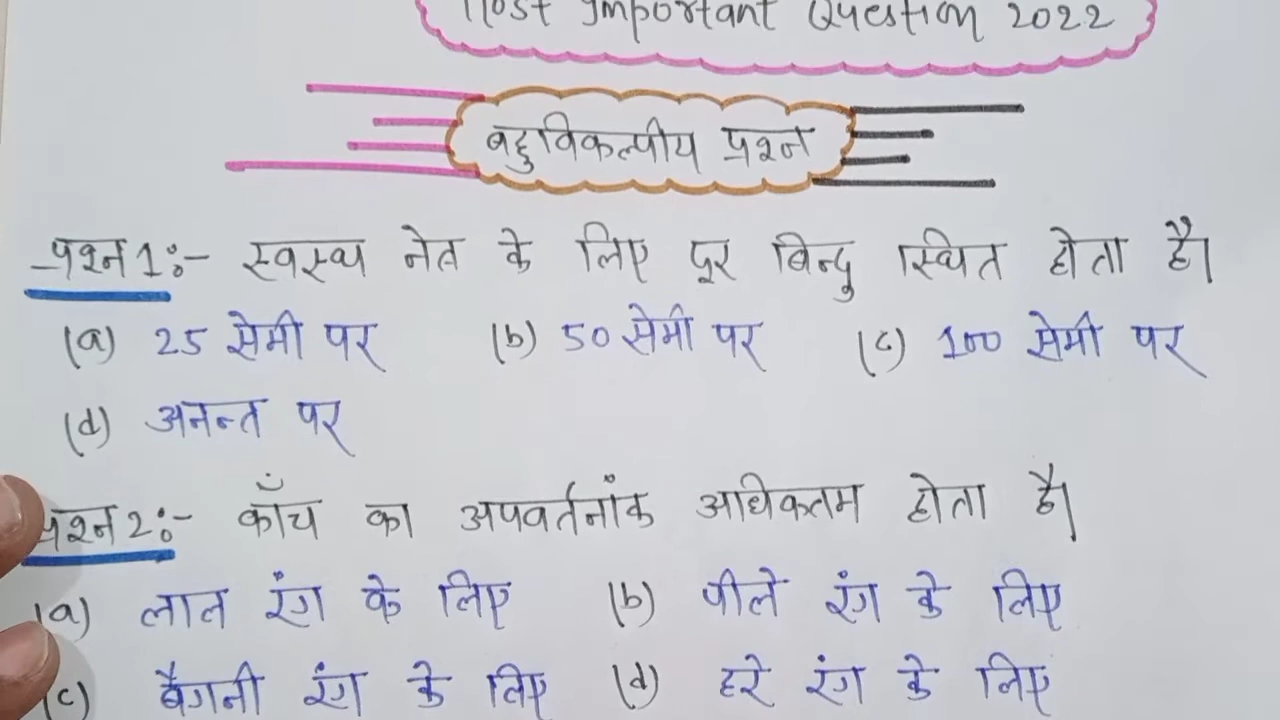 Most Important Question 2022
बहुविकल्पीय प्रश्न
प्रश्न 1:- स्वस्थ नेत्र के लिए दूर बिन्दु स्थित होता है।
(a) 25 सेमी पर (b) 50 सेमी पर (c) 100 सेमी पर
(d) अनन्त पर
प्रश्न 2:- काँच का अपवर्तनांक अधिकतम होता है।
(a) लाल रंग के लिए (b) पीले रंग के लिए
(c) बैगनी रंग के लिए (d) हरे रंग के लिए